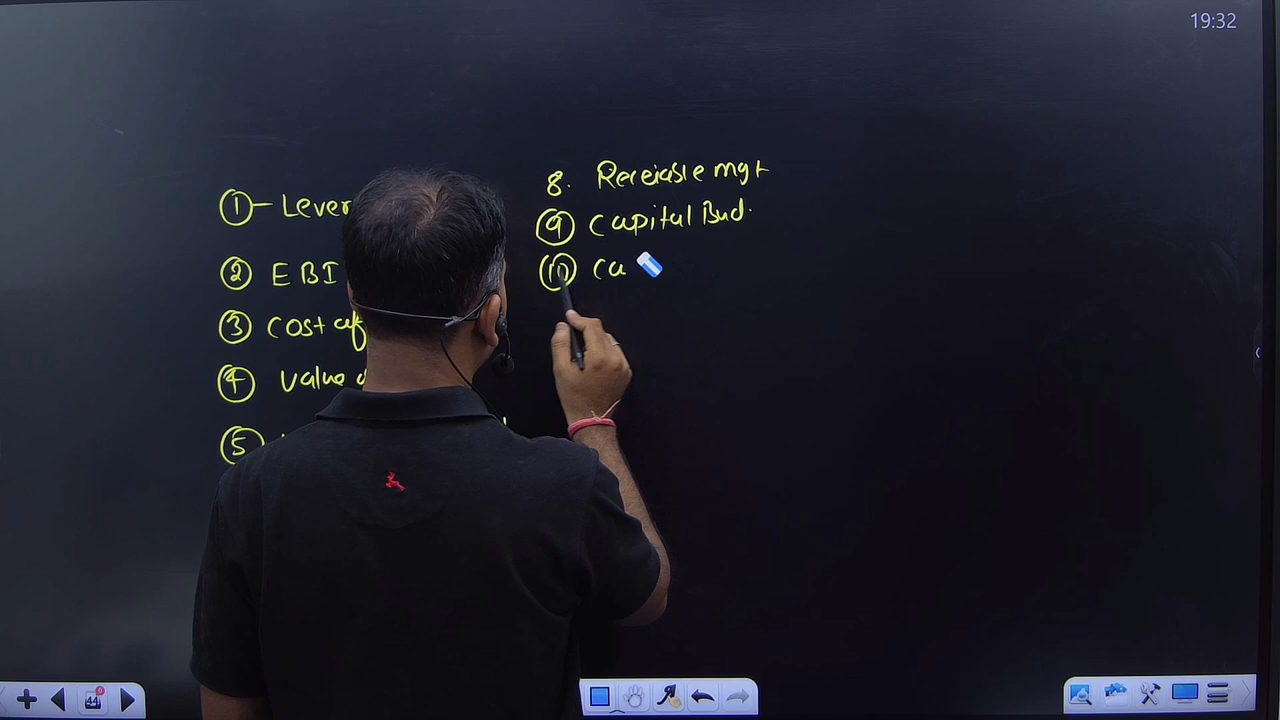 19:32
① – Lever
② EBI
③ Cost of
④ Value
⑤
8. Receiable mgt
⑨ Capital Bud.
⑩ Ca
44